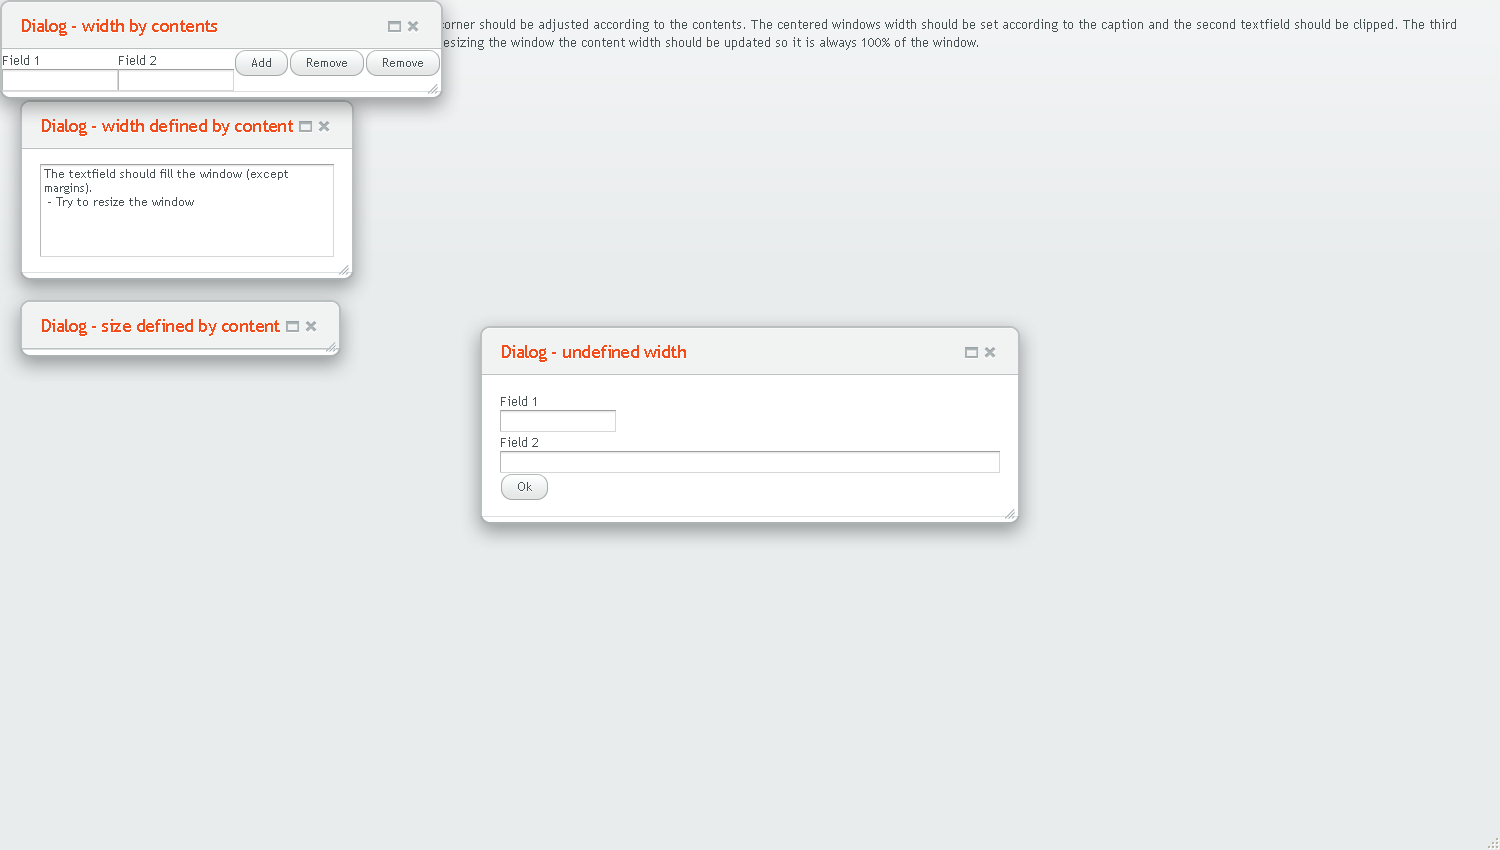 Dialog - width by contents
corner should be adjusted according to the contents. The centered windows width should be set according to the caption and the second textfield should be clipped. The third
resizing the window the content width should be updated so it is always 100% of the window.
Field 1 Field 2 Add Remove Remove
Dialog - width defined by content
The textfield should fill the window (except
margins).
- Try to resize the window
Dialog - size defined by content
Dialog - undefined width
Field 1
Field 2
Ok